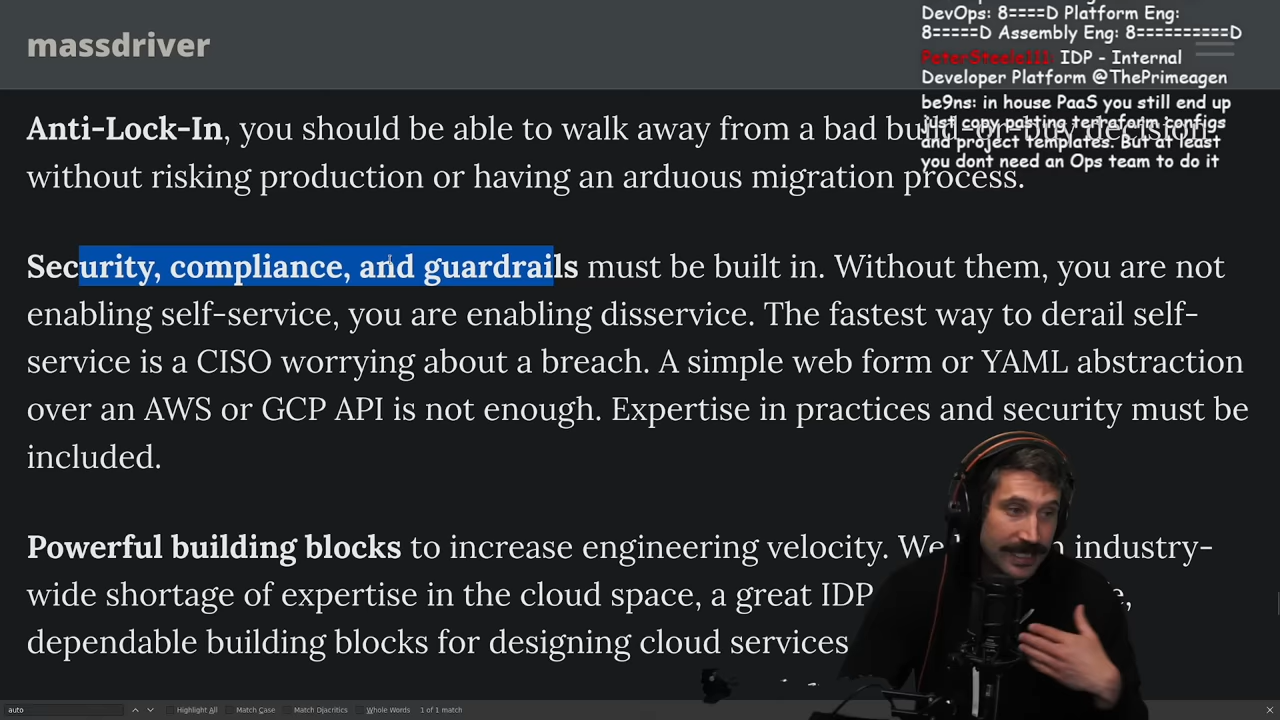 massdriver
DevOps: 8====D Platform Eng:
8=====D Assembly Eng: 8==========D
PeterSteele111: IDP - Internal
Developer Platform @ThePrimeagen
be9ns: in house PaaS you still end up
just copy pasting terraform configs
and project templates. But at least
you dont need an Ops team to do it
Anti-Lock-In, you should be able to walk away from a bad build-or-buy decision,
without risking production or having an arduous migration process.
Security, compliance, and guardrails must be built in. Without them, you are not
enabling self-service, you are enabling disservice. The fastest way to derail self-
service is a CISO worrying about a breach. A simple web form or YAML abstraction
over an AWS or GCP API is not enough. Expertise in practices and security must be
included.
Powerful building blocks to increase engineering velocity. industry-
wide shortage of expertise in the cloud space, a great IDP
dependable building blocks for designing cloud services
auto
Highlight All
Match Case
Match Diacritics
Whole Words
1 of 1 match